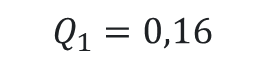 Q₁ = 0,16